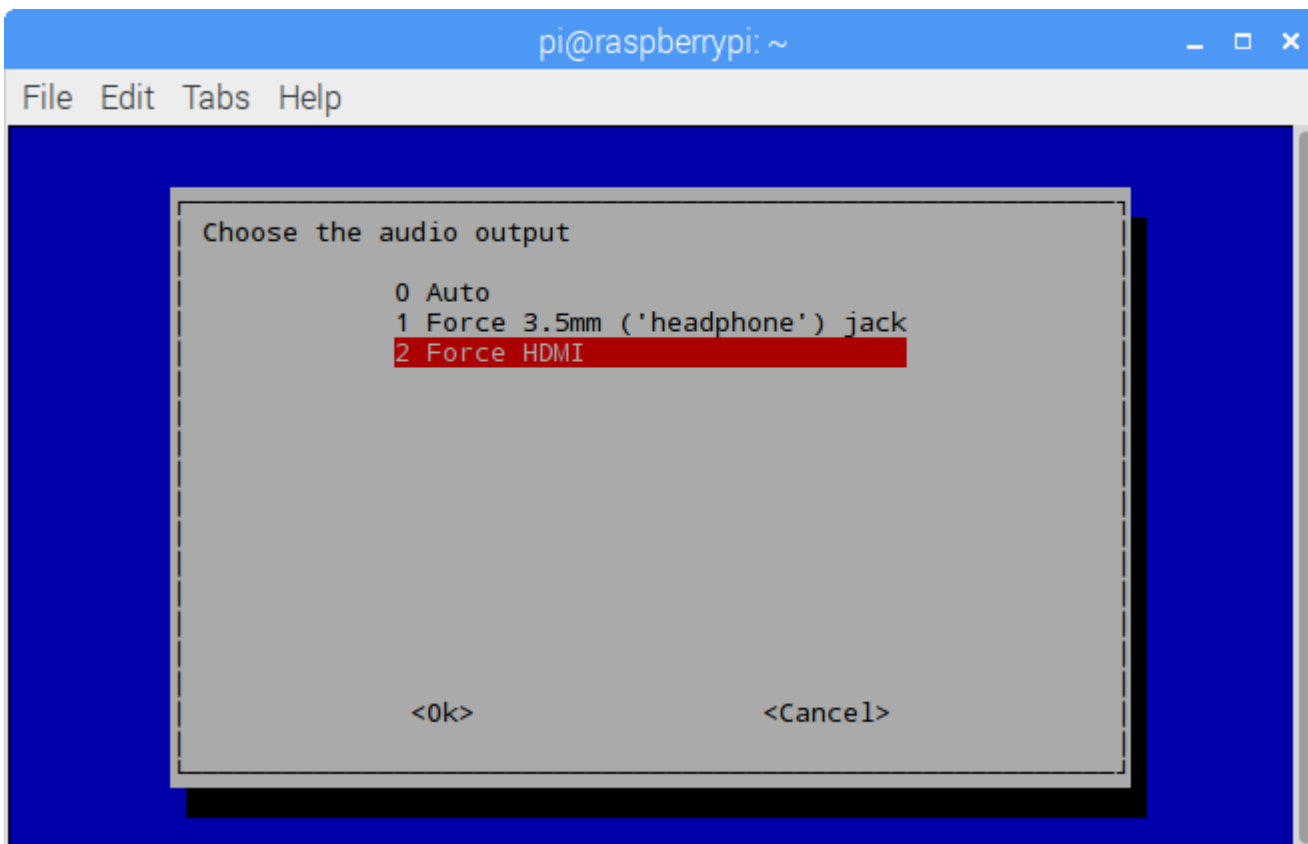 pi@raspberrypi: ~
File Edit Tabs Help
Choose the audio output
0 Auto
1 Force 3.5mm ('headphone') jack
2 Force HDMI
<Ok> <Cancel>